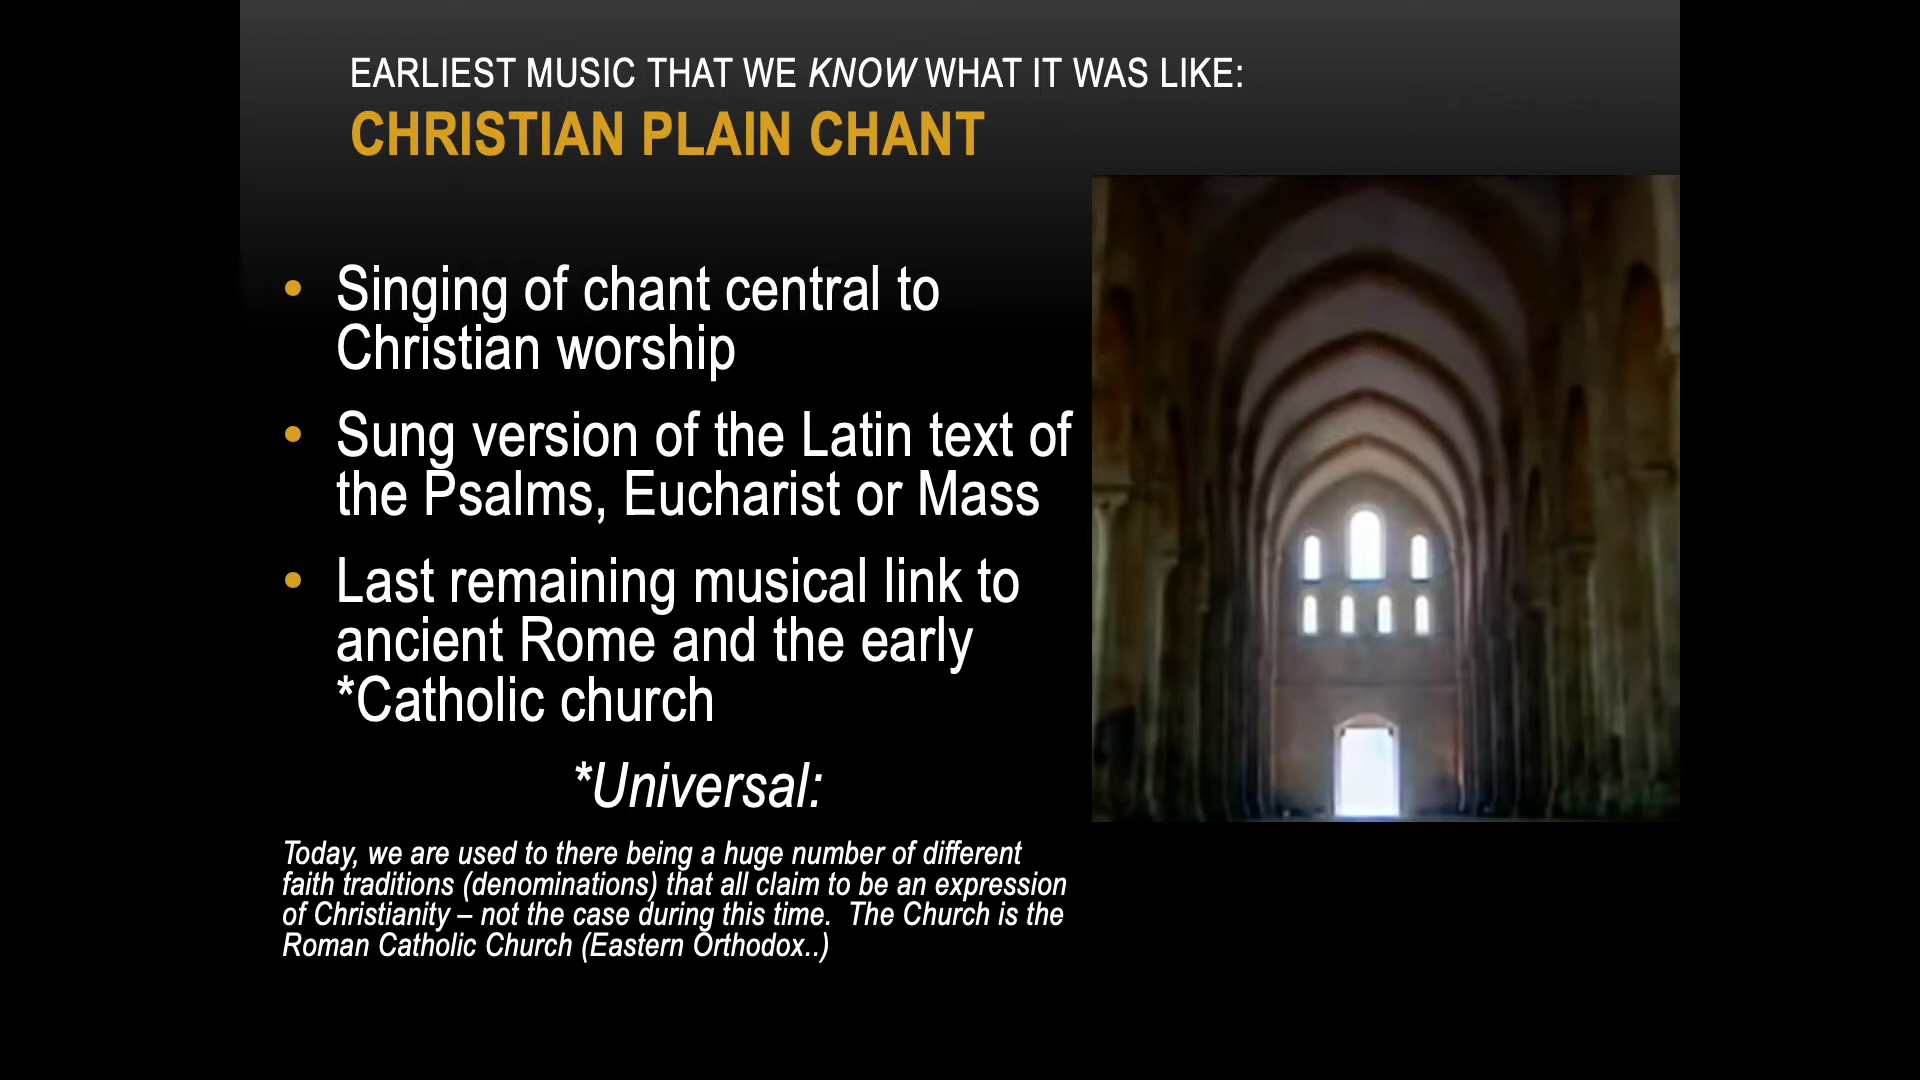 EARLIEST MUSIC THAT WE KNOW WHAT IT WAS LIKE:
CHRISTIAN PLAIN CHANT
• Singing of chant central to
Christian worship
• Sung version of the Latin text of
the Psalms, Eucharist or Mass
• Last remaining musical link to
ancient Rome and the early
*Catholic church
*Universal:
Today, we are used to there being a huge number of different
faith traditions (denominations) that all claim to be an expression
of Christianity – not the case during this time.  The Church is the
Roman Catholic Church (Eastern Orthodox..)